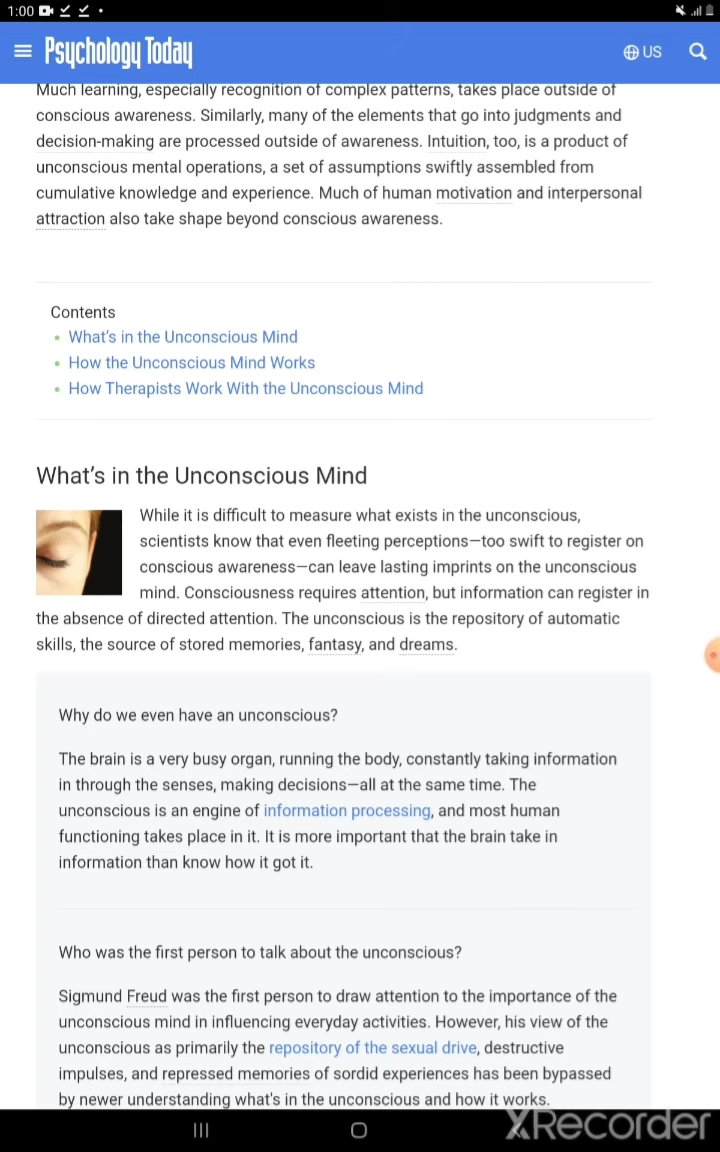 1:00
Psychology Today
US
Much learning, especially recognition of complex patterns, takes place outside of
conscious awareness. Similarly, many of the elements that go into judgments and
decision-making are processed outside of awareness. Intuition, too, is a product of
unconscious mental operations, a set of assumptions swiftly assembled from
cumulative knowledge and experience. Much of human motivation and interpersonal
attraction also take shape beyond conscious awareness.
Contents
What's in the Unconscious Mind
How the Unconscious Mind Works
How Therapists Work With the Unconscious Mind
What's in the Unconscious Mind
While it is difficult to measure what exists in the unconscious,
scientists know that even fleeting perceptions—too swift to register on
conscious awareness—can leave lasting imprints on the unconscious
mind. Consciousness requires attention, but information can register in
the absence of directed attention. The unconscious is the repository of automatic
skills, the source of stored memories, fantasy, and dreams.
Why do we even have an unconscious?
The brain is a very busy organ, running the body, constantly taking information
in through the senses, making decisions—all at the same time. The
unconscious is an engine of information processing, and most human
functioning takes place in it. It is more important that the brain take in
information than know how it got it.
Who was the first person to talk about the unconscious?
Sigmund Freud was the first person to draw attention to the importance of the
unconscious mind in influencing everyday activities. However, his view of the
unconscious as primarily the repository of the sexual drive, destructive
impulses, and repressed memories of sordid experiences has been bypassed
by newer understanding what's in the unconscious and how it works.
XRecorder